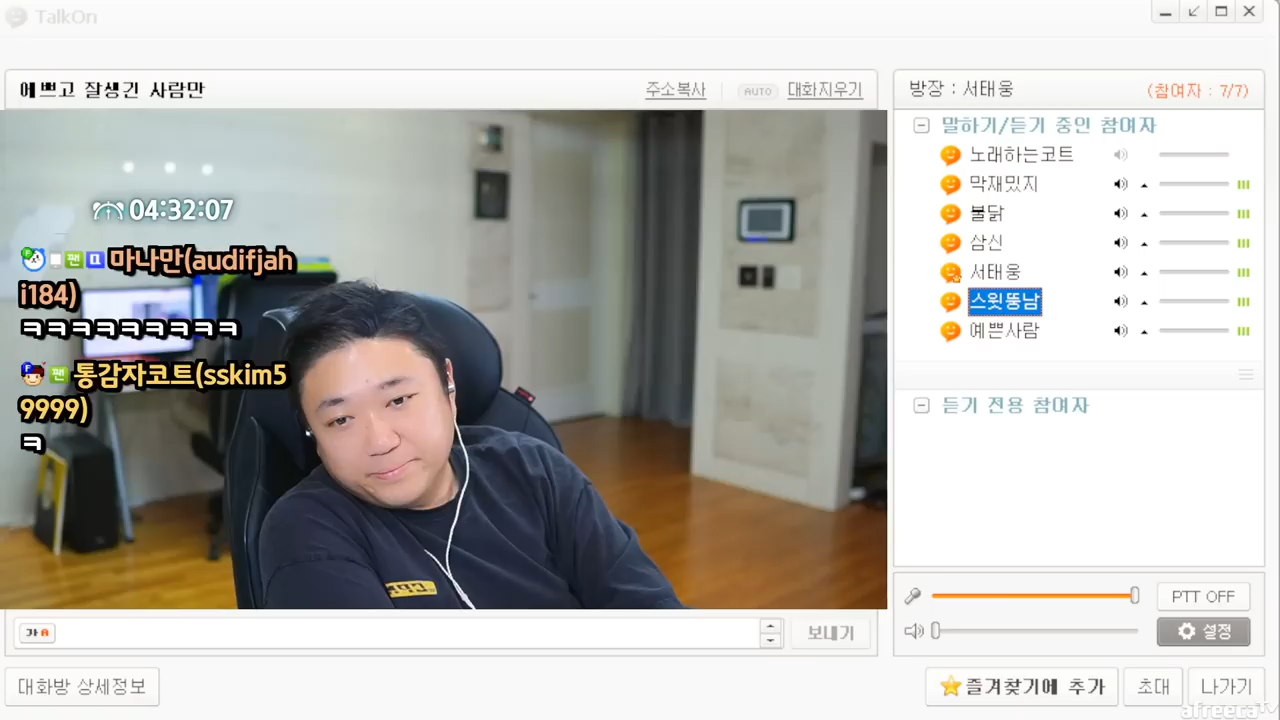 TalkOn
예쁘고 잘생긴 사람만
주소복사
AUTO
대화지우기
04:32:07
팬 마나만(audifjah
i184)
ㅋㅋㅋㅋㅋㅋㅋㅋㅋ
팬 통감자코트(sskim5
9999)
ㅋ
가
보내기
대화방 상세정보
방장 : 서태웅
(참여자 : 7/7)
말하기/듣기 중인 참여자
노래하는코트
막재밌지
불닭
삼신
서태웅
스윗뚱남
예쁜사람
듣기 전용 참여자
PTT OFF
설정
즐겨찾기에 추가
초대
나가기
afreecaTV